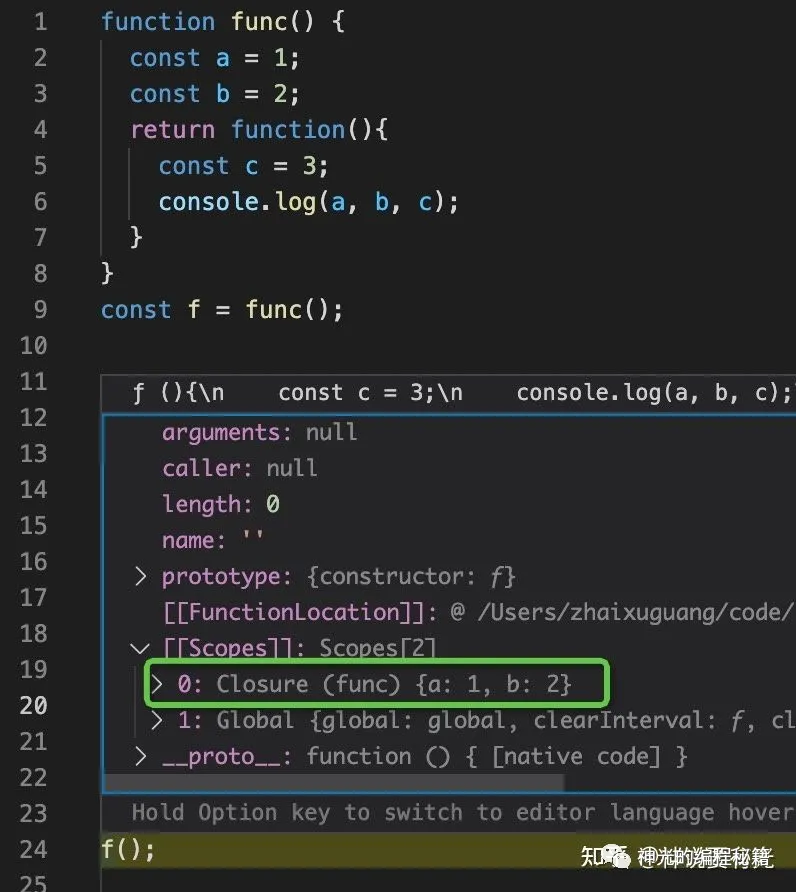 1 function func() {
2 const a = 1;
3 const b = 2;
4 return function(){
5 const c = 3;
6 console.log(a, b, c);
7 }
8 }
9 const f = func();
10
11 ƒ (){\n    const c = 3;\n    console.log(a, b, c);
12 arguments: null
13 caller: null
14 length: 0
15 name: ''
16 > prototype: {constructor: ƒ}
17 [[FunctionLocation]]: @ /Users/zhaixuguang/code/
18 [[Scopes]]: Scopes[2]
19 > 0: Closure (func) {a: 1, b: 2}
20 > 1: Global {global: global, clearInterval: ƒ, cl
21 > __proto__: function () { [native code] }
22
23 Hold Option key to switch to editor language hover
24 f();
25